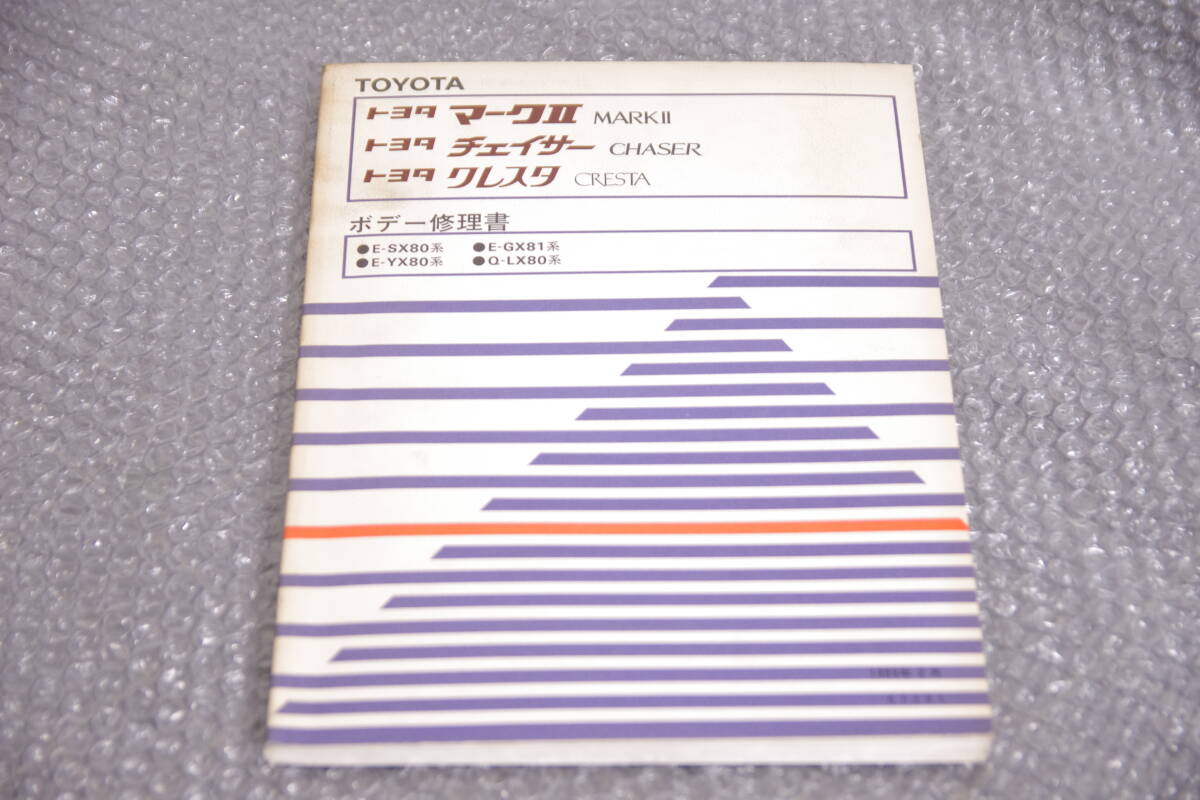 TOYOTA
トヨタ マークII MARK II
トヨタ チェイサー CHASER
トヨタ クレスタ CRESTA
ボデー修理書
●E-SX80系 ●E-GX81系
●E-YX80系 ●Q-LX80系